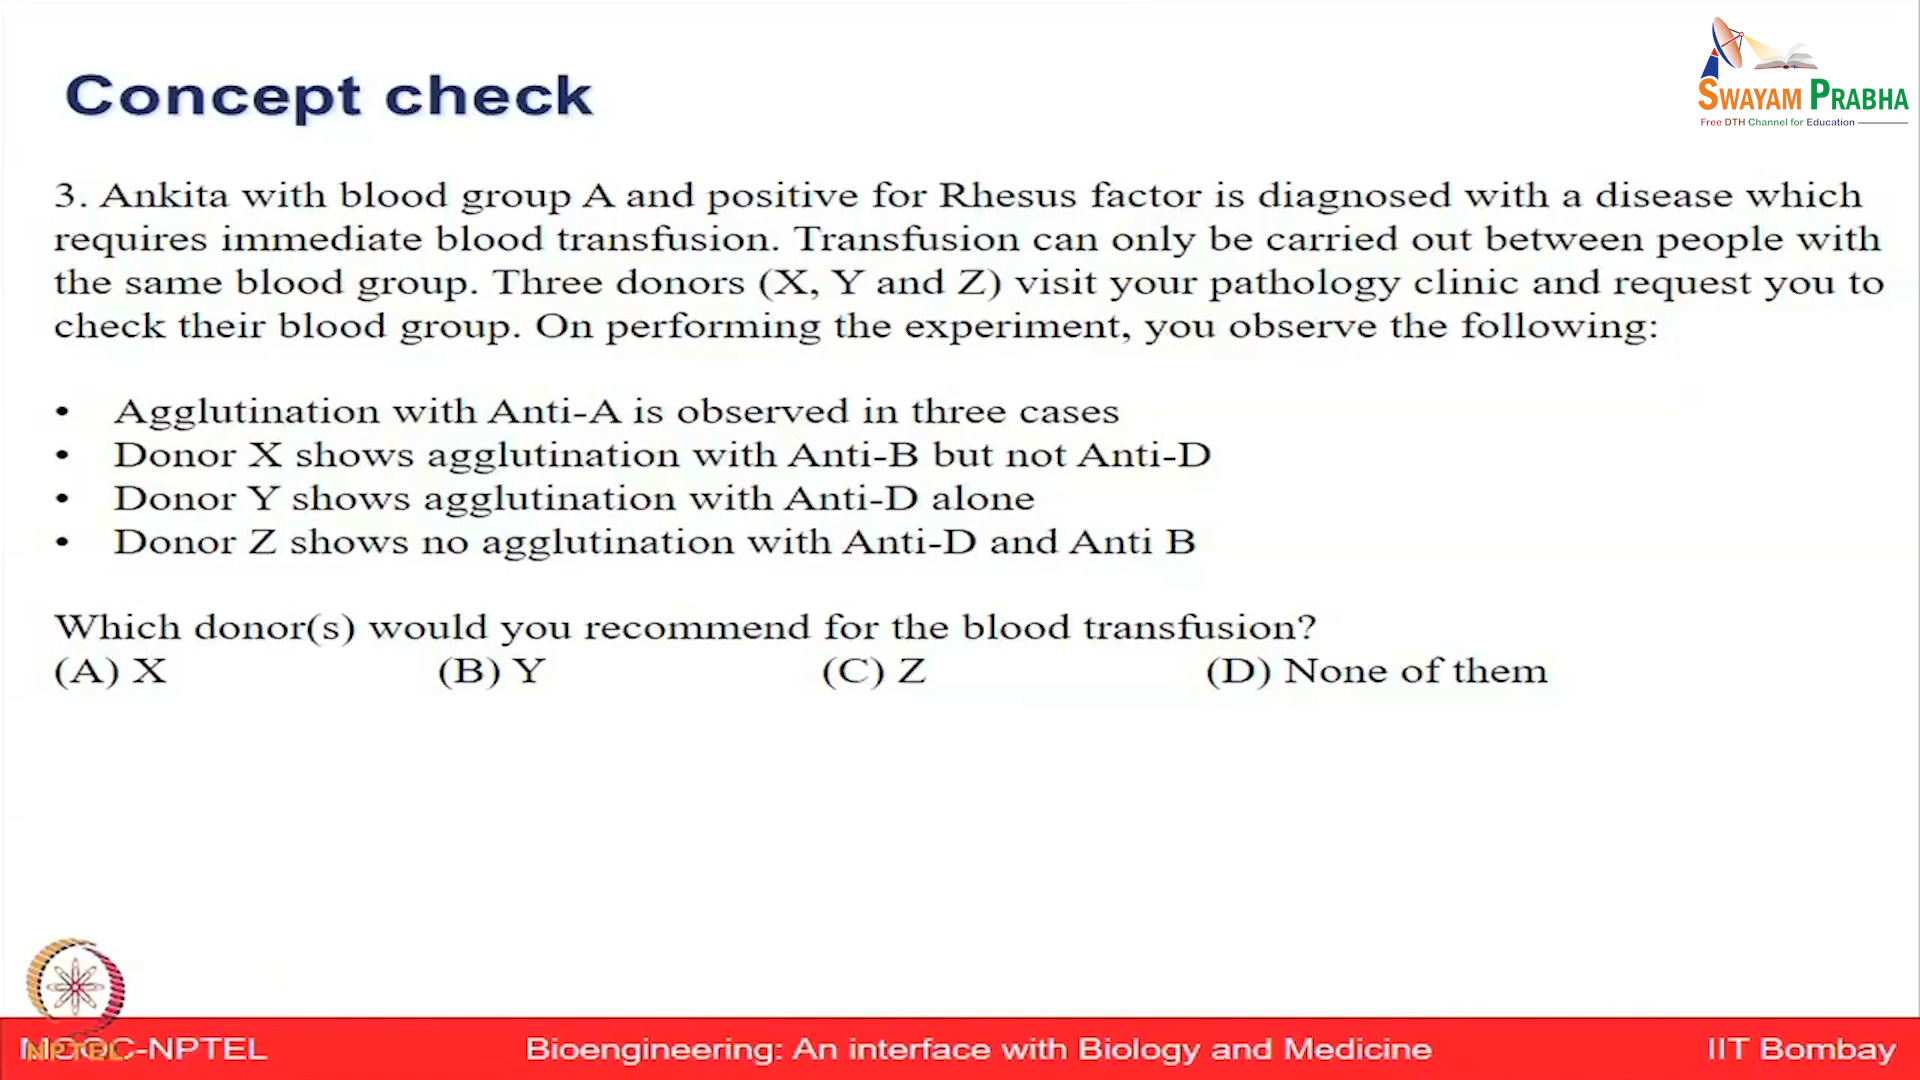 Concept check
SWAYAM PRABHA
Free DTH Channel for Education
3. Ankita with blood group A and positive for Rhesus factor is diagnosed with a disease which
requires immediate blood transfusion. Transfusion can only be carried out between people with
the same blood group. Three donors (X, Y and Z) visit your pathology clinic and request you to
check their blood group. On performing the experiment, you observe the following:
• Agglutination with Anti-A is observed in three cases
• Donor X shows agglutination with Anti-B but not Anti-D
• Donor Y shows agglutination with Anti-D alone
• Donor Z shows no agglutination with Anti-D and Anti B
Which donor(s) would you recommend for the blood transfusion?
(A) X (B) Y (C) Z (D) None of them
NPTEL
MOOC-NPTEL Bioengineering: An interface with Biology and Medicine IIT Bombay